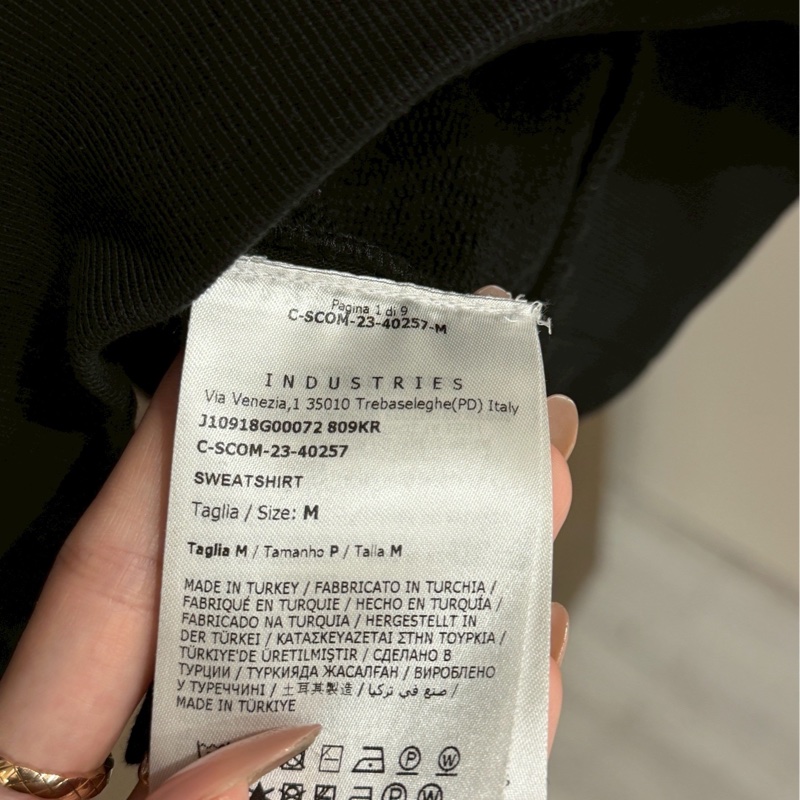 Pagina 1 di 9
C-SCOM-23-40257-M
INDUSTRIES
Via Venezia,1 35010 Trebaseleghe(PD) Italy
J10918G00072 809KR
C-SCOM-23-40257
SWEATSHIRT
Taglia / Size: M
Taglia M / Tamanho P / Talla M
MADE IN TURKEY / FABBRICATO IN TURCHIA /
FABRIQUÉ EN TURQUIE / HECHO EN TURQUÍA /
FABRICADO NA TURQUIA / HERGESTELLT IN
DER TÜRKEI / ΚΑΤΑΣΚΕΥΑΖΕΤΑΙ ΣΤΗΝ ΤΟΥΡΚΙΑ /
TÜRKIYE'DE ÜRETILMIŞTIR / СДЕЛАНО В
ТУРЦИИ / ТҮРКИЯДА ЖАСАЛҒАН / ВИРОБЛЕНО
У ТУРЕЧЧИНІ / 土耳其製造 / صنع في تركيا /
MADE IN TÜRKIYE
P W
P W